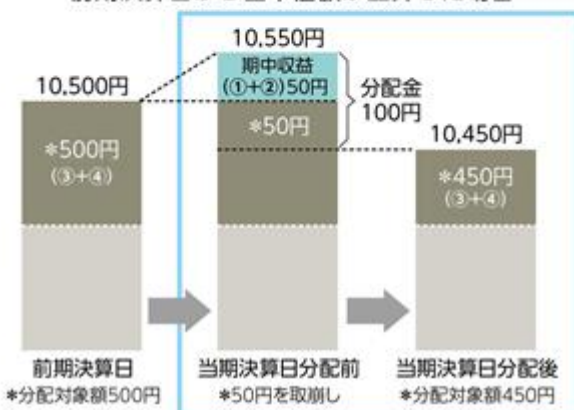 10,550円
期中収益
(①+②)50円
分配金
100円
10,500円
*50円
10,450円
*500円
(③+④)
*450円
(③+④)
前期決算日
*分配対象額500円
当期決算日分配前
*50円を取崩し
当期決算日分配後
*分配対象額450円